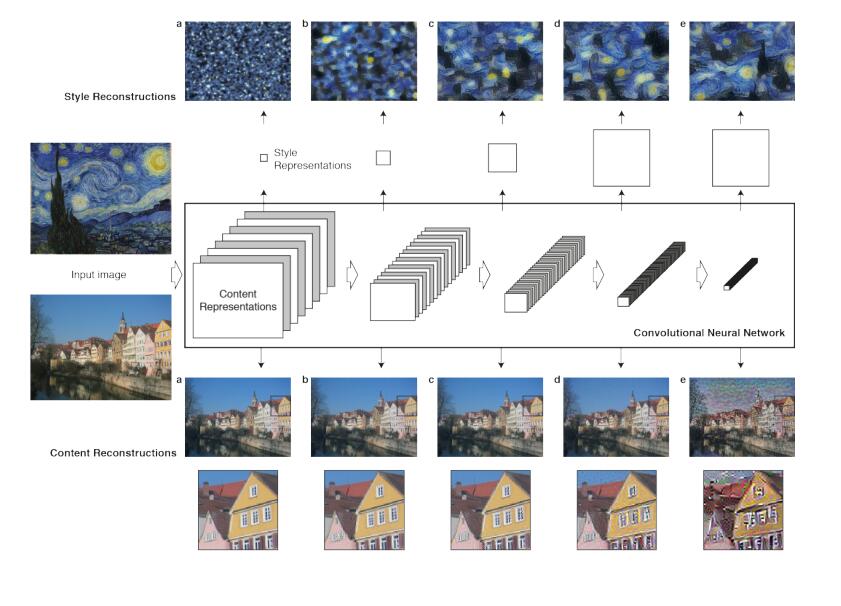 a b c d e
Style Reconstructions
Style
Representations
Input image
Content
Representations
Convolutional Neural Network
a b c d e
Content Reconstructions